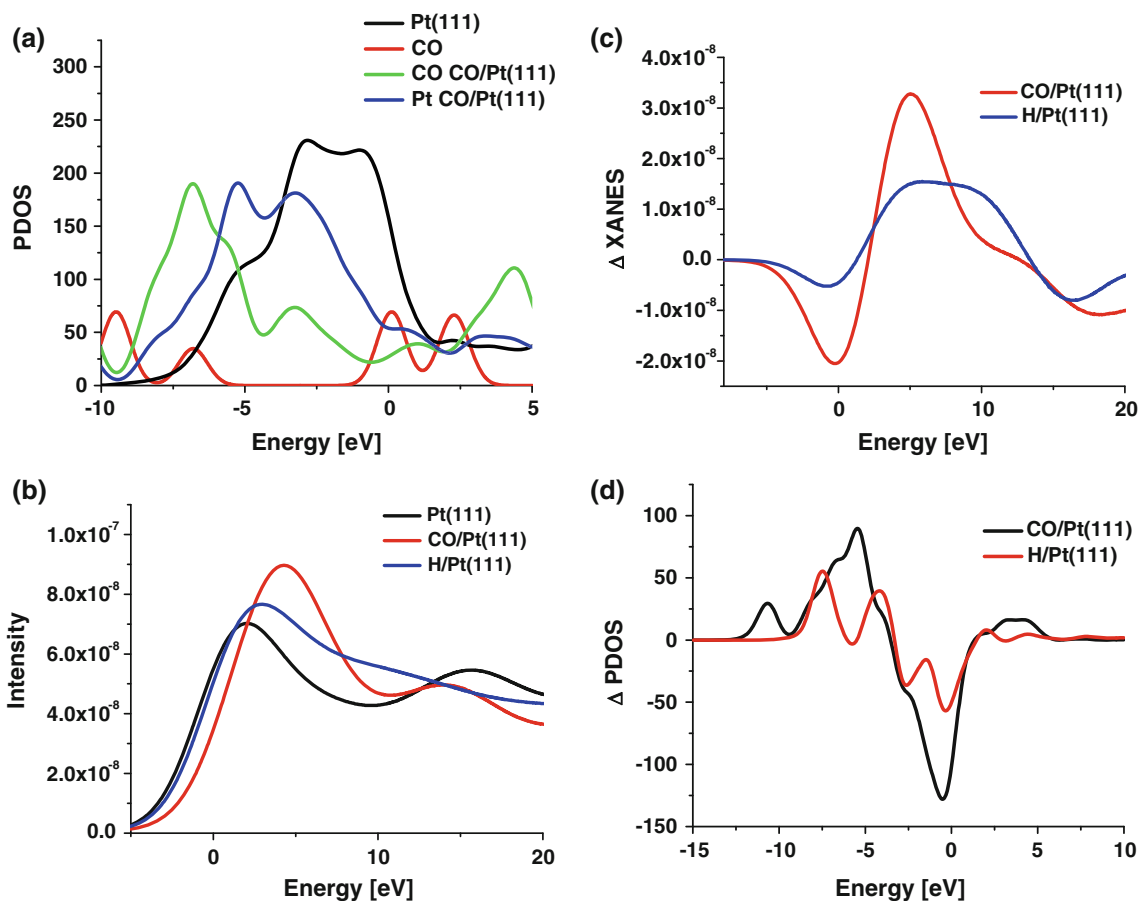 (a)
Pt(111)
CO
CO CO/Pt(111)
Pt CO/Pt(111)
300
250
200
150
100
50
0
PDOS
-10
-5
0
5
Energy [eV]
(c)
CO/Pt(111)
H/Pt(111)
4.0x10⁻⁸
3.0x10⁻⁸
2.0x10⁻⁸
1.0x10⁻⁸
0.0
-1.0x10⁻⁸
-2.0x10⁻⁸
Δ XANES
0
10
20
Energy [eV]
(b)
Pt(111)
CO/Pt(111)
H/Pt(111)
1.0x10⁻⁷
8.0x10⁻⁸
6.0x10⁻⁸
4.0x10⁻⁸
2.0x10⁻⁸
0.0
Intensity
0
10
20
Energy [eV]
(d)
CO/Pt(111)
H/Pt(111)
100
50
0
-50
-100
-150
Δ PDOS
-15
-10
-5
0
5
10
Energy [eV]